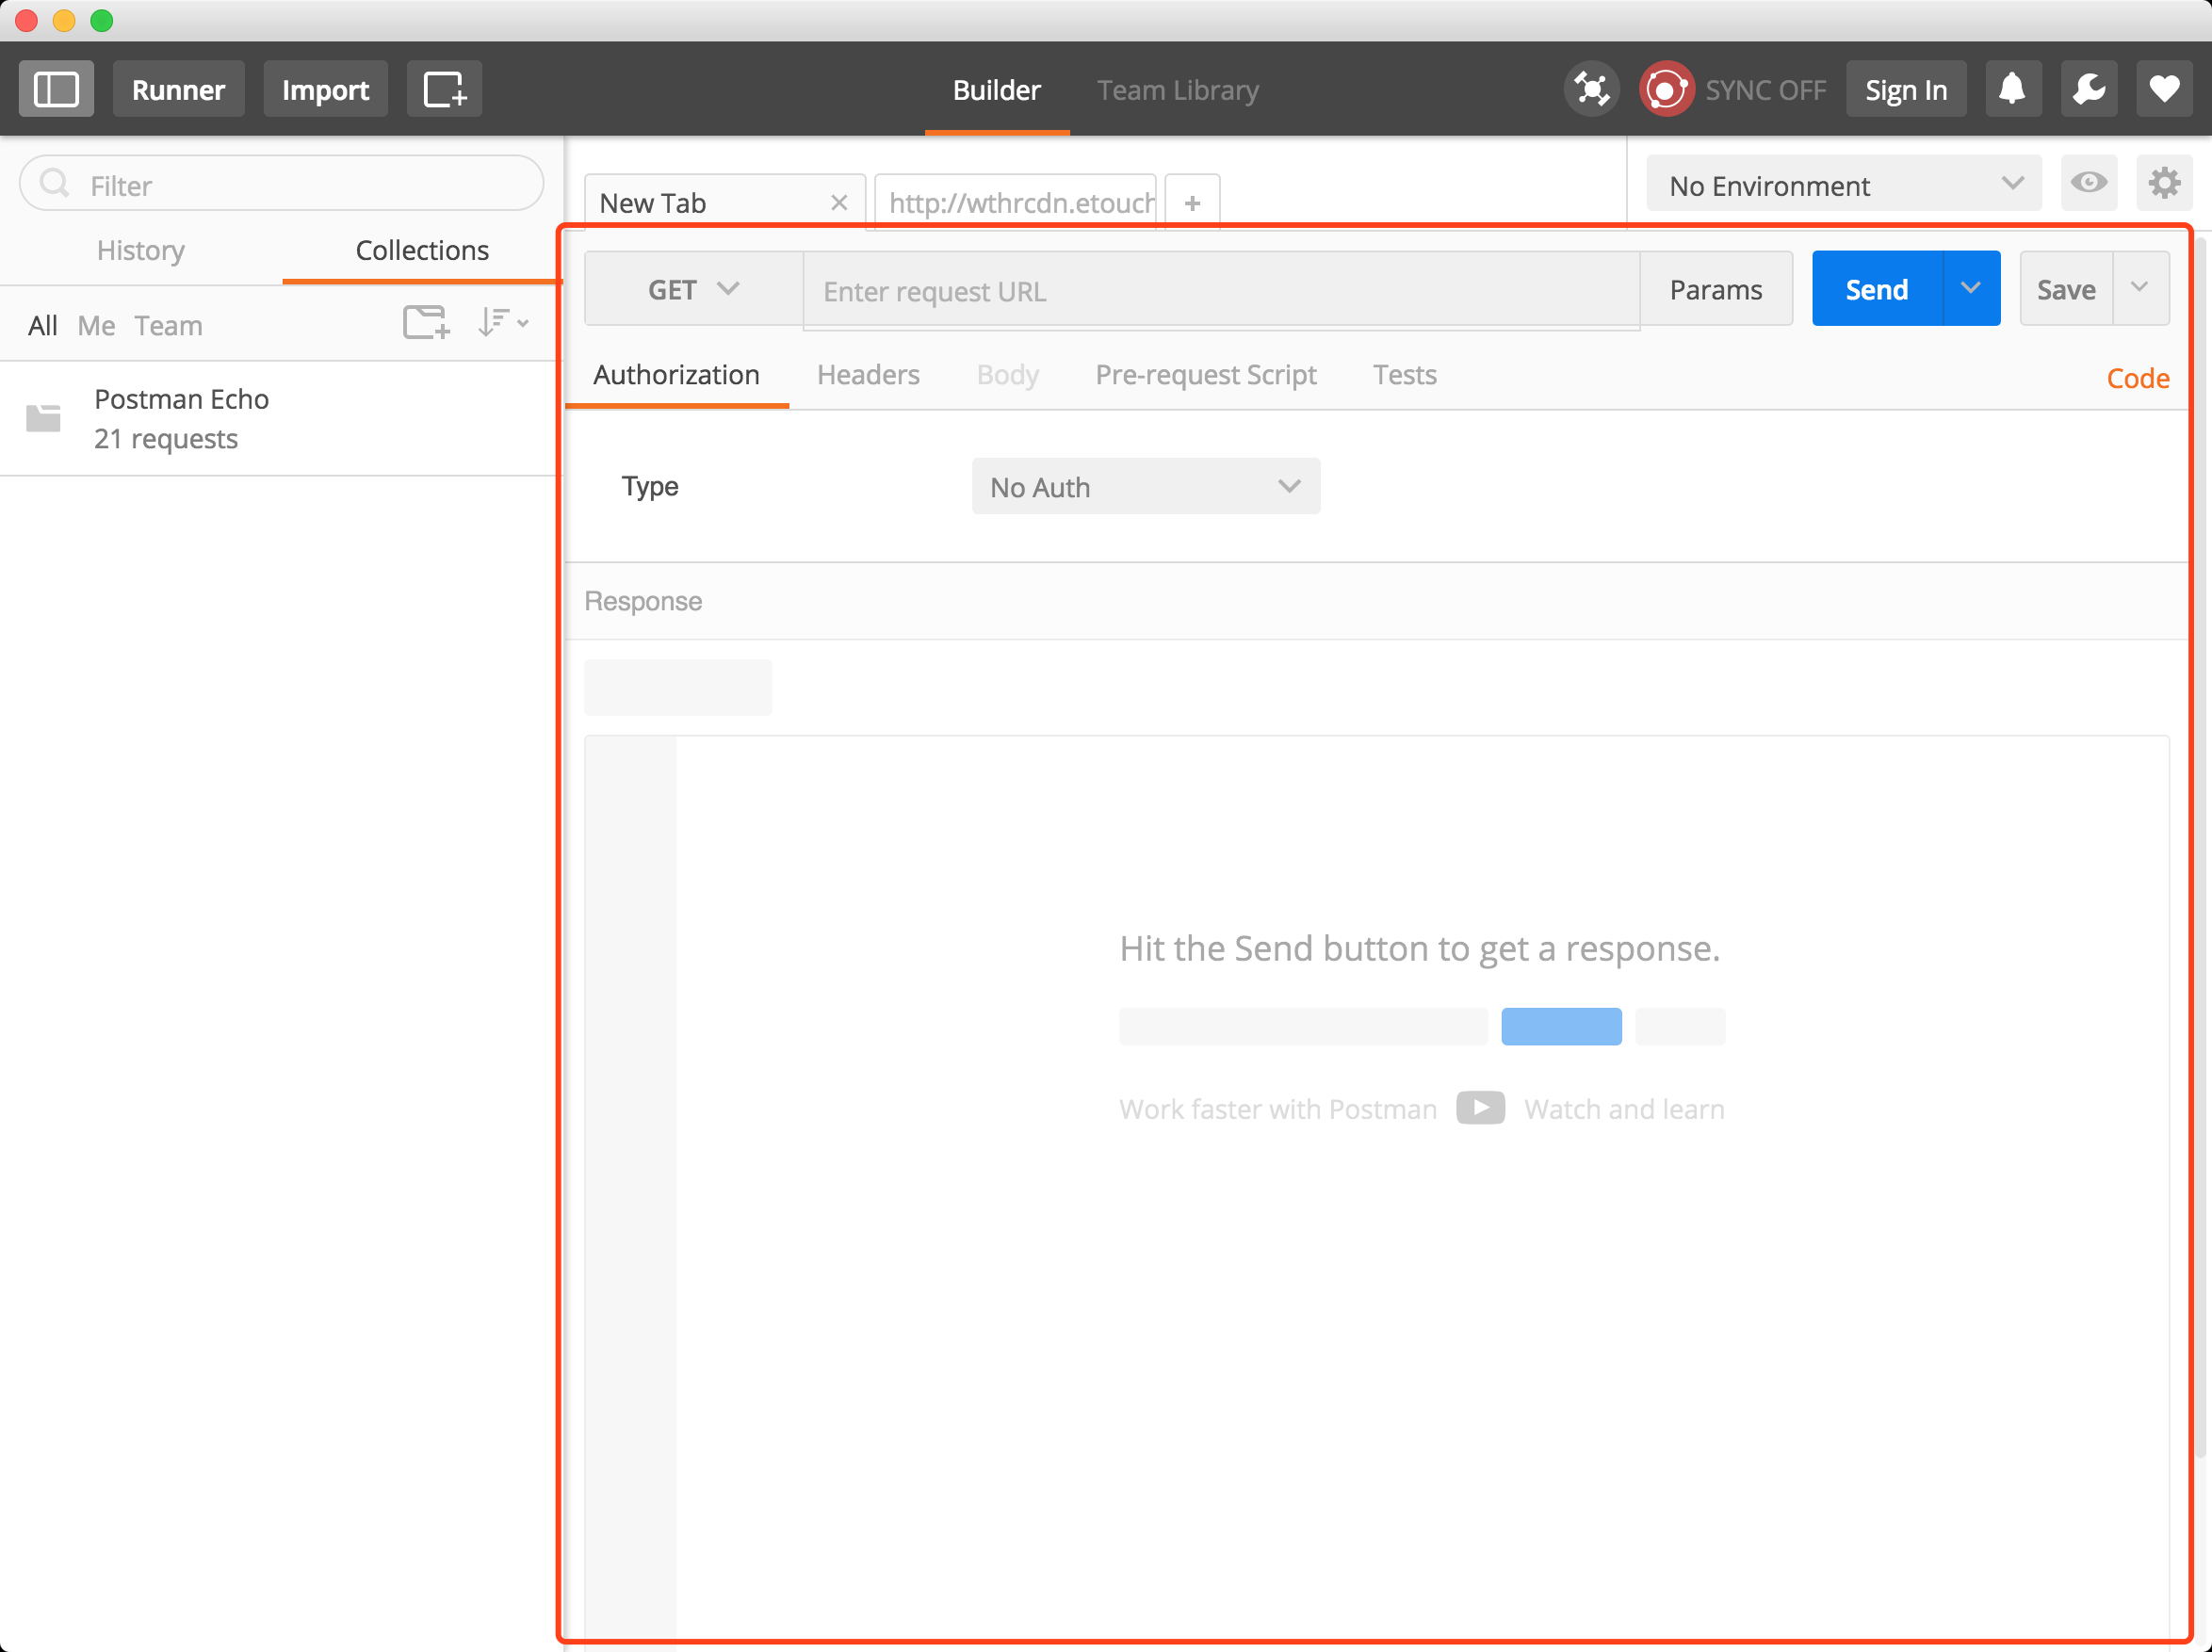 Runner Import Builder Team Library SYNC OFF Sign In
Filter
New Tab http://wthrcdn.etouch + No Environment
History Collections
GET Enter request URL Params Send Save
All Me Team
Authorization Headers Body Pre-request Script Tests Code
Postman Echo
21 requests
Type No Auth
Response
Hit the Send button to get a response.
Work faster with Postman Watch and learn